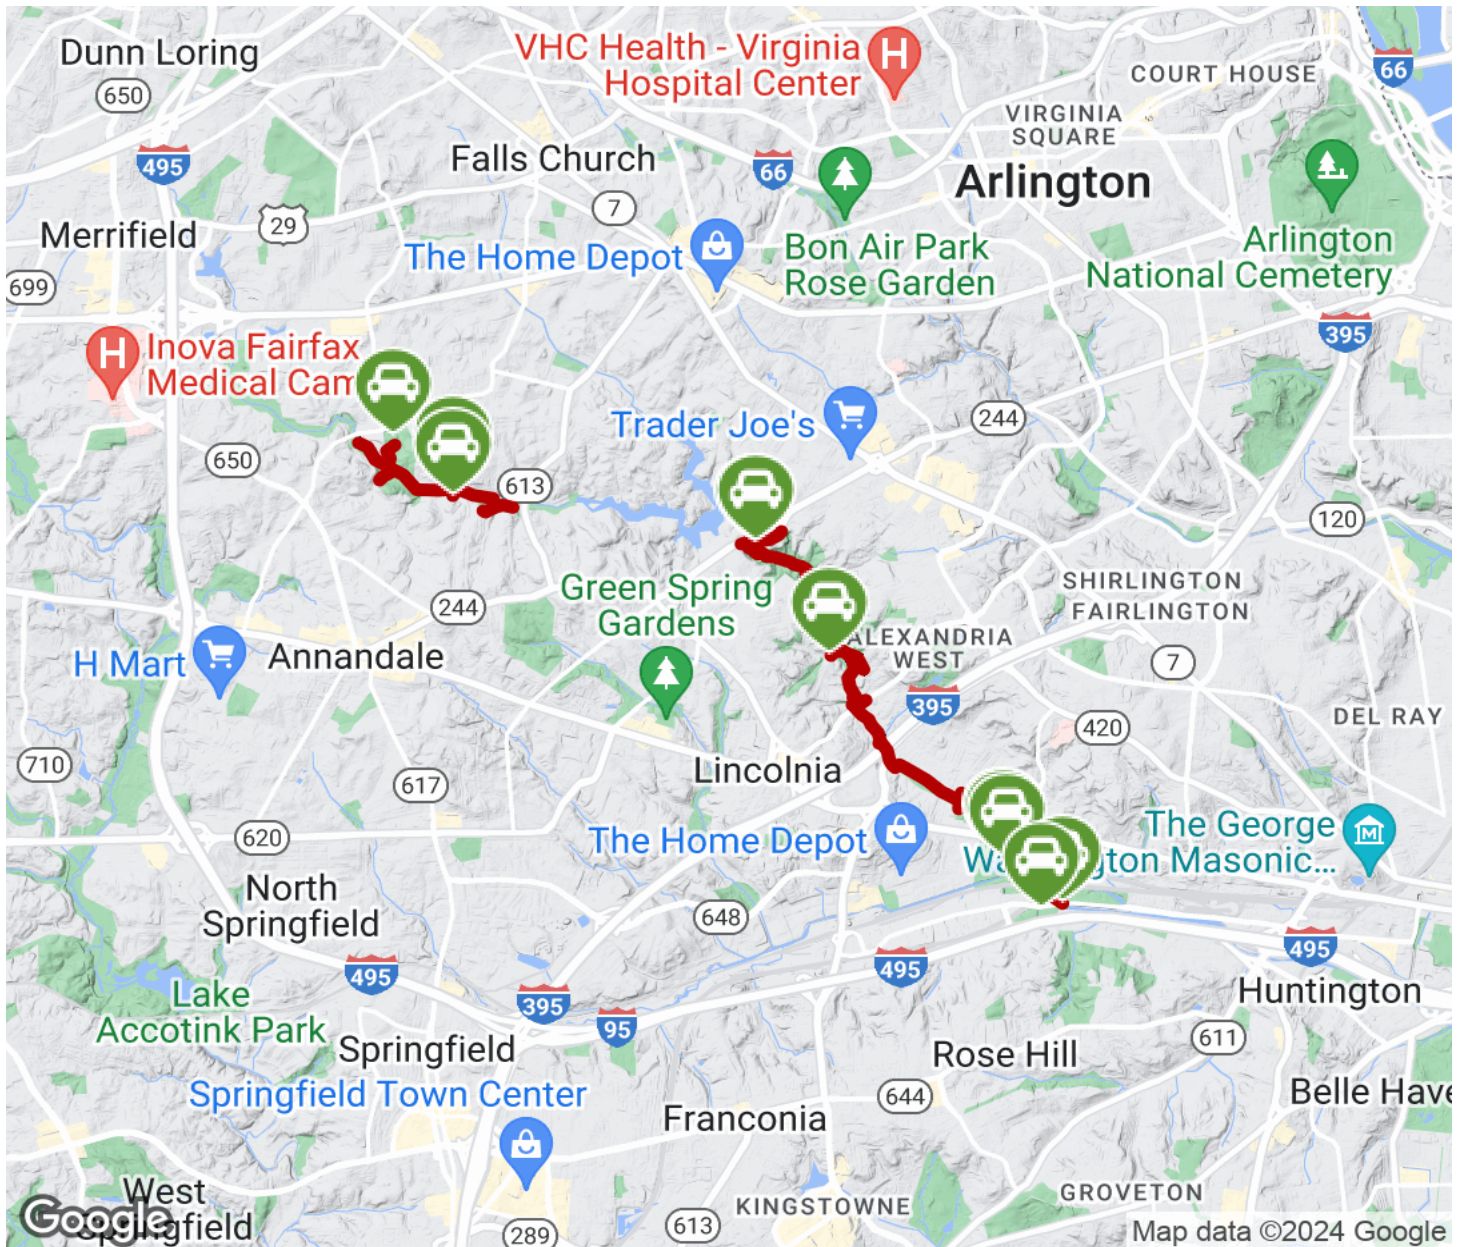 Dunn Loring
650
VHC Health - Virginia
Hospital Center
H
COURT HOUSE
66
VIRGINIA
SQUARE
495
Falls Church
66
Arlington
7
29
Merrifield
The Home Depot
Bon Air Park
Rose Garden
Arlington
National Cemetery
699
395
H
Inova Fairfax
Medical Cam
Trader Joe's
244
650
613
120
Green Spring
Gardens
SHIRLINGTON
FAIRLINGTON
244
ALEXANDRIA
WEST
H Mart
Annandale
7
395
DEL RAY
420
710
617
Lincolnia
620
The Home Depot
The George
Washington Masonic...
M
North
Springfield
648
495
495
495
Lake
Accotink Park
395
95
Huntington
Springfield
Rose Hill
611
Springfield Town Center
644
Belle Have
Franconia
West
Springfield
KINGSTOWNE
GROVETON
Google
289
613
Map data ©2024 Google